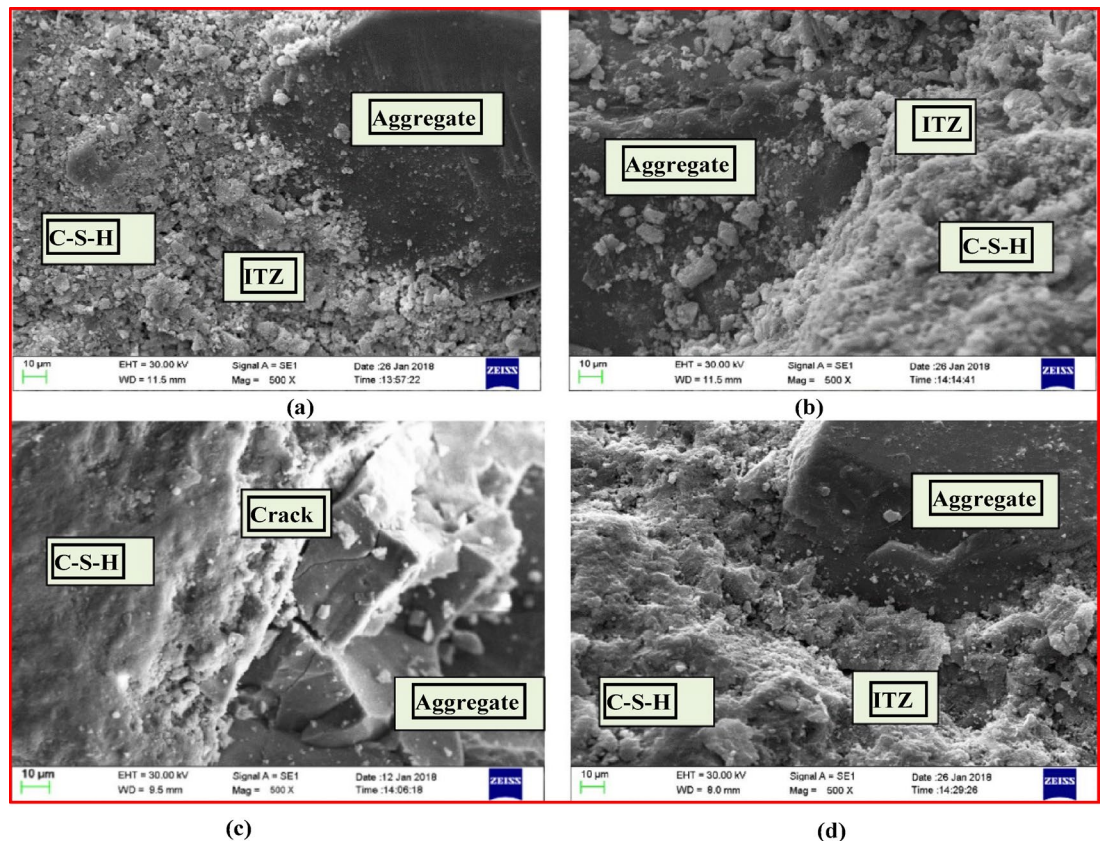 Aggregate
C-S-H
ITZ
10 µm EHT = 30.00 kV Signal A = SE1 Date :26 Jan 2018 ZEISS
WD = 11.5 mm Mag = 500 X Time :13:57:22
(a)
ITZ
Aggregate
C-S-H
10 µm EHT = 30.00 kV Signal A = SE1 Date :26 Jan 2018 ZEISS
WD = 11.5 mm Mag = 500 X Time :14:14:41
(b)
Crack
C-S-H
Aggregate
10 µm EHT = 30.00 kV Signal A = SE1 Date :12 Jan 2018 ZEISS
WD = 9.5 mm Mag = 500 X Time :14:06:18
(c)
Aggregate
C-S-H
ITZ
10 µm EHT = 30.00 kV Signal A = SE1 Date :26 Jan 2018 ZEISS
WD = 8.0 mm Mag = 500 X Time :14:29:26
(d)